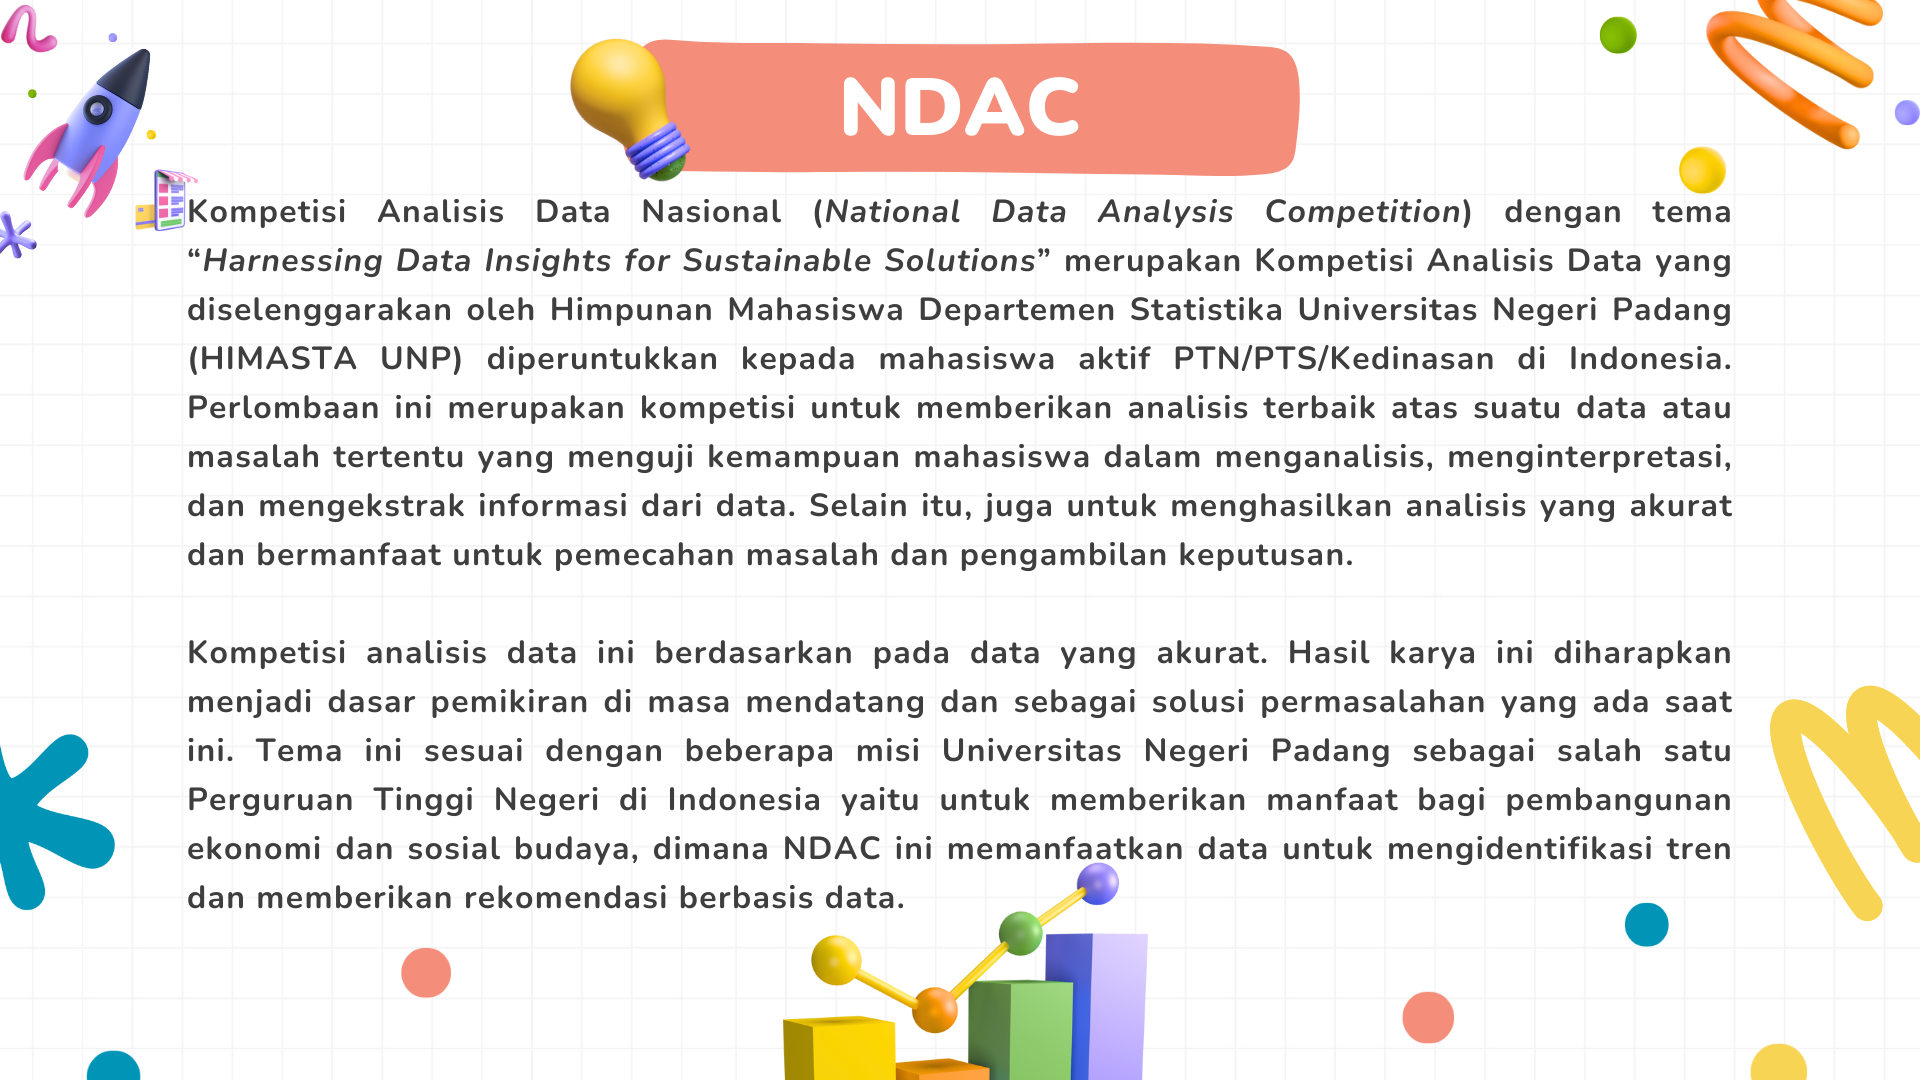 NDAC
Kompetisi Analisis Data Nasional (National Data Analysis Competition) dengan tema
“Harnessing Data Insights for Sustainable Solutions” merupakan Kompetisi Analisis Data yang
diselenggarakan oleh Himpunan Mahasiswa Departemen Statistika Universitas Negeri Padang
(HIMASTA UNP) diperuntukkan kepada mahasiswa aktif PTN/PTS/Kedinasan di Indonesia.
Perlombaan ini merupakan kompetisi untuk memberikan analisis terbaik atas suatu data atau
masalah tertentu yang menguji kemampuan mahasiswa dalam menganalisis, menginterpretasi,
dan mengekstrak informasi dari data. Selain itu, juga untuk menghasilkan analisis yang akurat
dan bermanfaat untuk pemecahan masalah dan pengambilan keputusan.
Kompetisi analisis data ini berdasarkan pada data yang akurat. Hasil karya ini diharapkan
menjadi dasar pemikiran di masa mendatang dan sebagai solusi permasalahan yang ada saat
ini. Tema ini sesuai dengan beberapa misi Universitas Negeri Padang sebagai salah satu
Perguruan Tinggi Negeri di Indonesia yaitu untuk memberikan manfaat bagi pembangunan
ekonomi dan sosial budaya, dimana NDAC ini memanfaatkan data untuk mengidentifikasi tren
dan memberikan rekomendasi berbasis data.